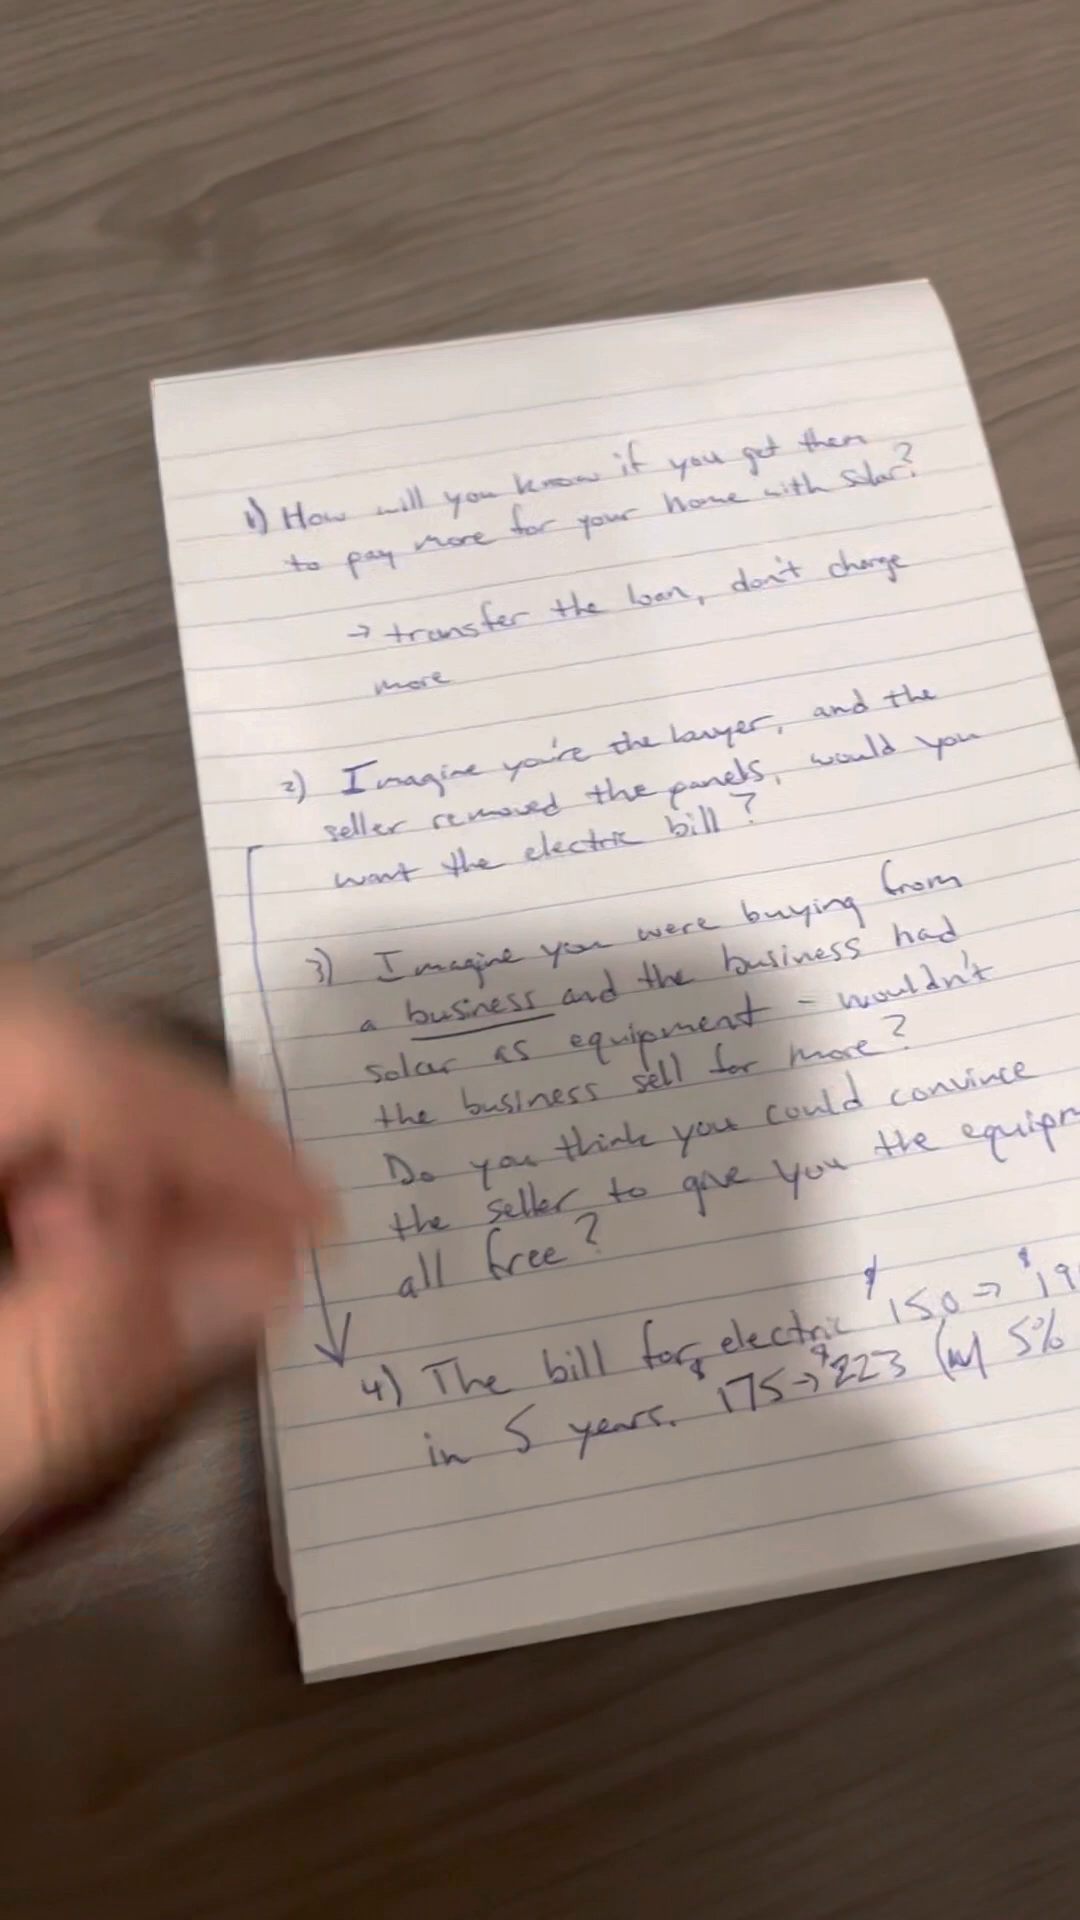 1) How will you know if you get them
to pay more for your home with solar?
→ transfer the loan, don't charge
more
2) Imagine you're the lawyer, and the
seller removed the panels, would you
want the electric bill?
3) Imagine you were buying from
a business and the business had
solar as equipment - wouldn't
the business sell for more?
Do you think you could convince
the seller to give you the equipm
all free?
4) The bill for electric $150 → $19
in 5 years. $175 → $223 (w/ 5%